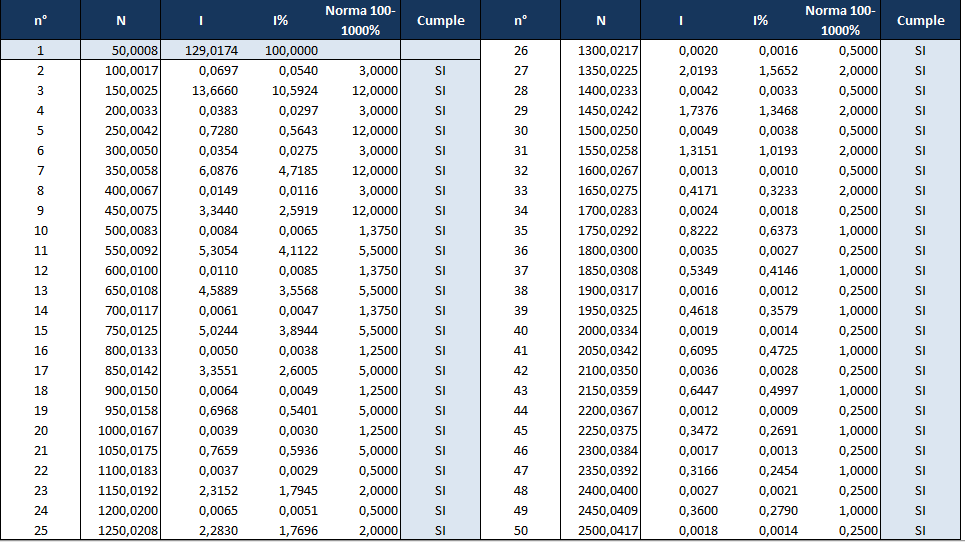 n° N I I% Norma 100-1000% Cumple n° N I I% Norma 100-1000% Cumple
1 50,0008 129,0174 100,0000 26 1300,0217 0,0020 0,0016 0,5000 SI
2 100,0017 0,0697 0,0540 3,0000 SI 27 1350,0225 2,0193 1,5652 2,0000 SI
3 150,0025 13,6660 10,5924 12,0000 SI 28 1400,0233 0,0042 0,0033 0,5000 SI
4 200,0033 0,0383 0,0297 3,0000 SI 29 1450,0242 1,7376 1,3468 2,0000 SI
5 250,0042 0,7280 0,5643 12,0000 SI 30 1500,0250 0,0049 0,0038 0,5000 SI
6 300,0050 0,0354 0,0275 3,0000 SI 31 1550,0258 1,3151 1,0193 2,0000 SI
7 350,0058 6,0876 4,7185 12,0000 SI 32 1600,0267 0,0013 0,0010 0,5000 SI
8 400,0067 0,0149 0,0116 3,0000 SI 33 1650,0275 0,4171 0,3233 2,0000 SI
9 450,0075 3,3440 2,5919 12,0000 SI 34 1700,0283 0,0024 0,0018 0,2500 SI
10 500,0083 0,0084 0,0065 1,3750 SI 35 1750,0292 0,8222 0,6373 1,0000 SI
11 550,0092 5,3054 4,1122 5,5000 SI 36 1800,0300 0,0035 0,0027 0,2500 SI
12 600,0100 0,0110 0,0085 1,3750 SI 37 1850,0308 0,5349 0,4146 1,0000 SI
13 650,0108 4,5889 3,5568 5,5000 SI 38 1900,0317 0,0016 0,0012 0,2500 SI
14 700,0117 0,0061 0,0047 1,3750 SI 39 1950,0325 0,4618 0,3579 1,0000 SI
15 750,0125 5,0244 3,8944 5,5000 SI 40 2000,0334 0,0019 0,0014 0,2500 SI
16 800,0133 0,0050 0,0038 1,2500 SI 41 2050,0342 0,6095 0,4725 1,0000 SI
17 850,0142 3,3551 2,6005 5,0000 SI 42 2100,0350 0,0036 0,0028 0,2500 SI
18 900,0150 0,0064 0,0049 1,2500 SI 43 2150,0359 0,6447 0,4997 1,0000 SI
19 950,0158 0,6968 0,5401 5,0000 SI 44 2200,0367 0,0012 0,0009 0,2500 SI
20 1000,0167 0,0039 0,0030 1,2500 SI 45 2250,0375 0,3472 0,2691 1,0000 SI
21 1050,0175 0,7659 0,5936 5,0000 SI 46 2300,0384 0,0017 0,0013 0,2500 SI
22 1100,0183 0,0037 0,0029 0,5000 SI 47 2350,0392 0,3166 0,2454 1,0000 SI
23 1150,0192 2,3152 1,7945 2,0000 SI 48 2400,0400 0,0027 0,0021 0,2500 SI
24 1200,0200 0,0065 0,0051 0,5000 SI 49 2450,0409 0,3600 0,2790 1,0000 SI
25 1250,0208 2,2830 1,7696 2,0000 SI 50 2500,0417 0,0018 0,0014 0,2500 SI